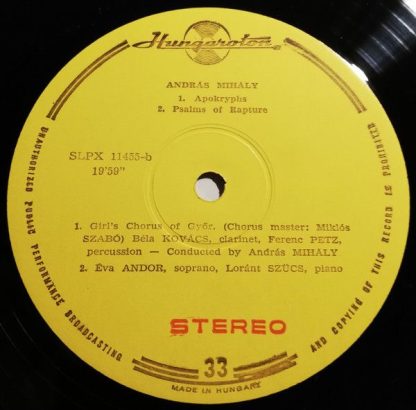 Hungaroton
ANDRÁS MIHÁLY
1. Apokryphs
2. Psalms of Rapture
SLPX 11455-b
19'59"
1. Girl's Chorus of Győr. (Chorus master: Miklós
SZABÓ) Béla KOVÁCS, clarinet, Ferenc PETZ,
percussion — Conducted by András MIHÁLY
2. Éva ANDOR, soprano, Loránt SZŰCS, piano
STEREO
33
MADE IN HUNGARY
UNAUTHORIZED PUBLIC PERFORMANCE BROADCASTING
AND COPYING OF THIS RECORD IS PROHIBITED